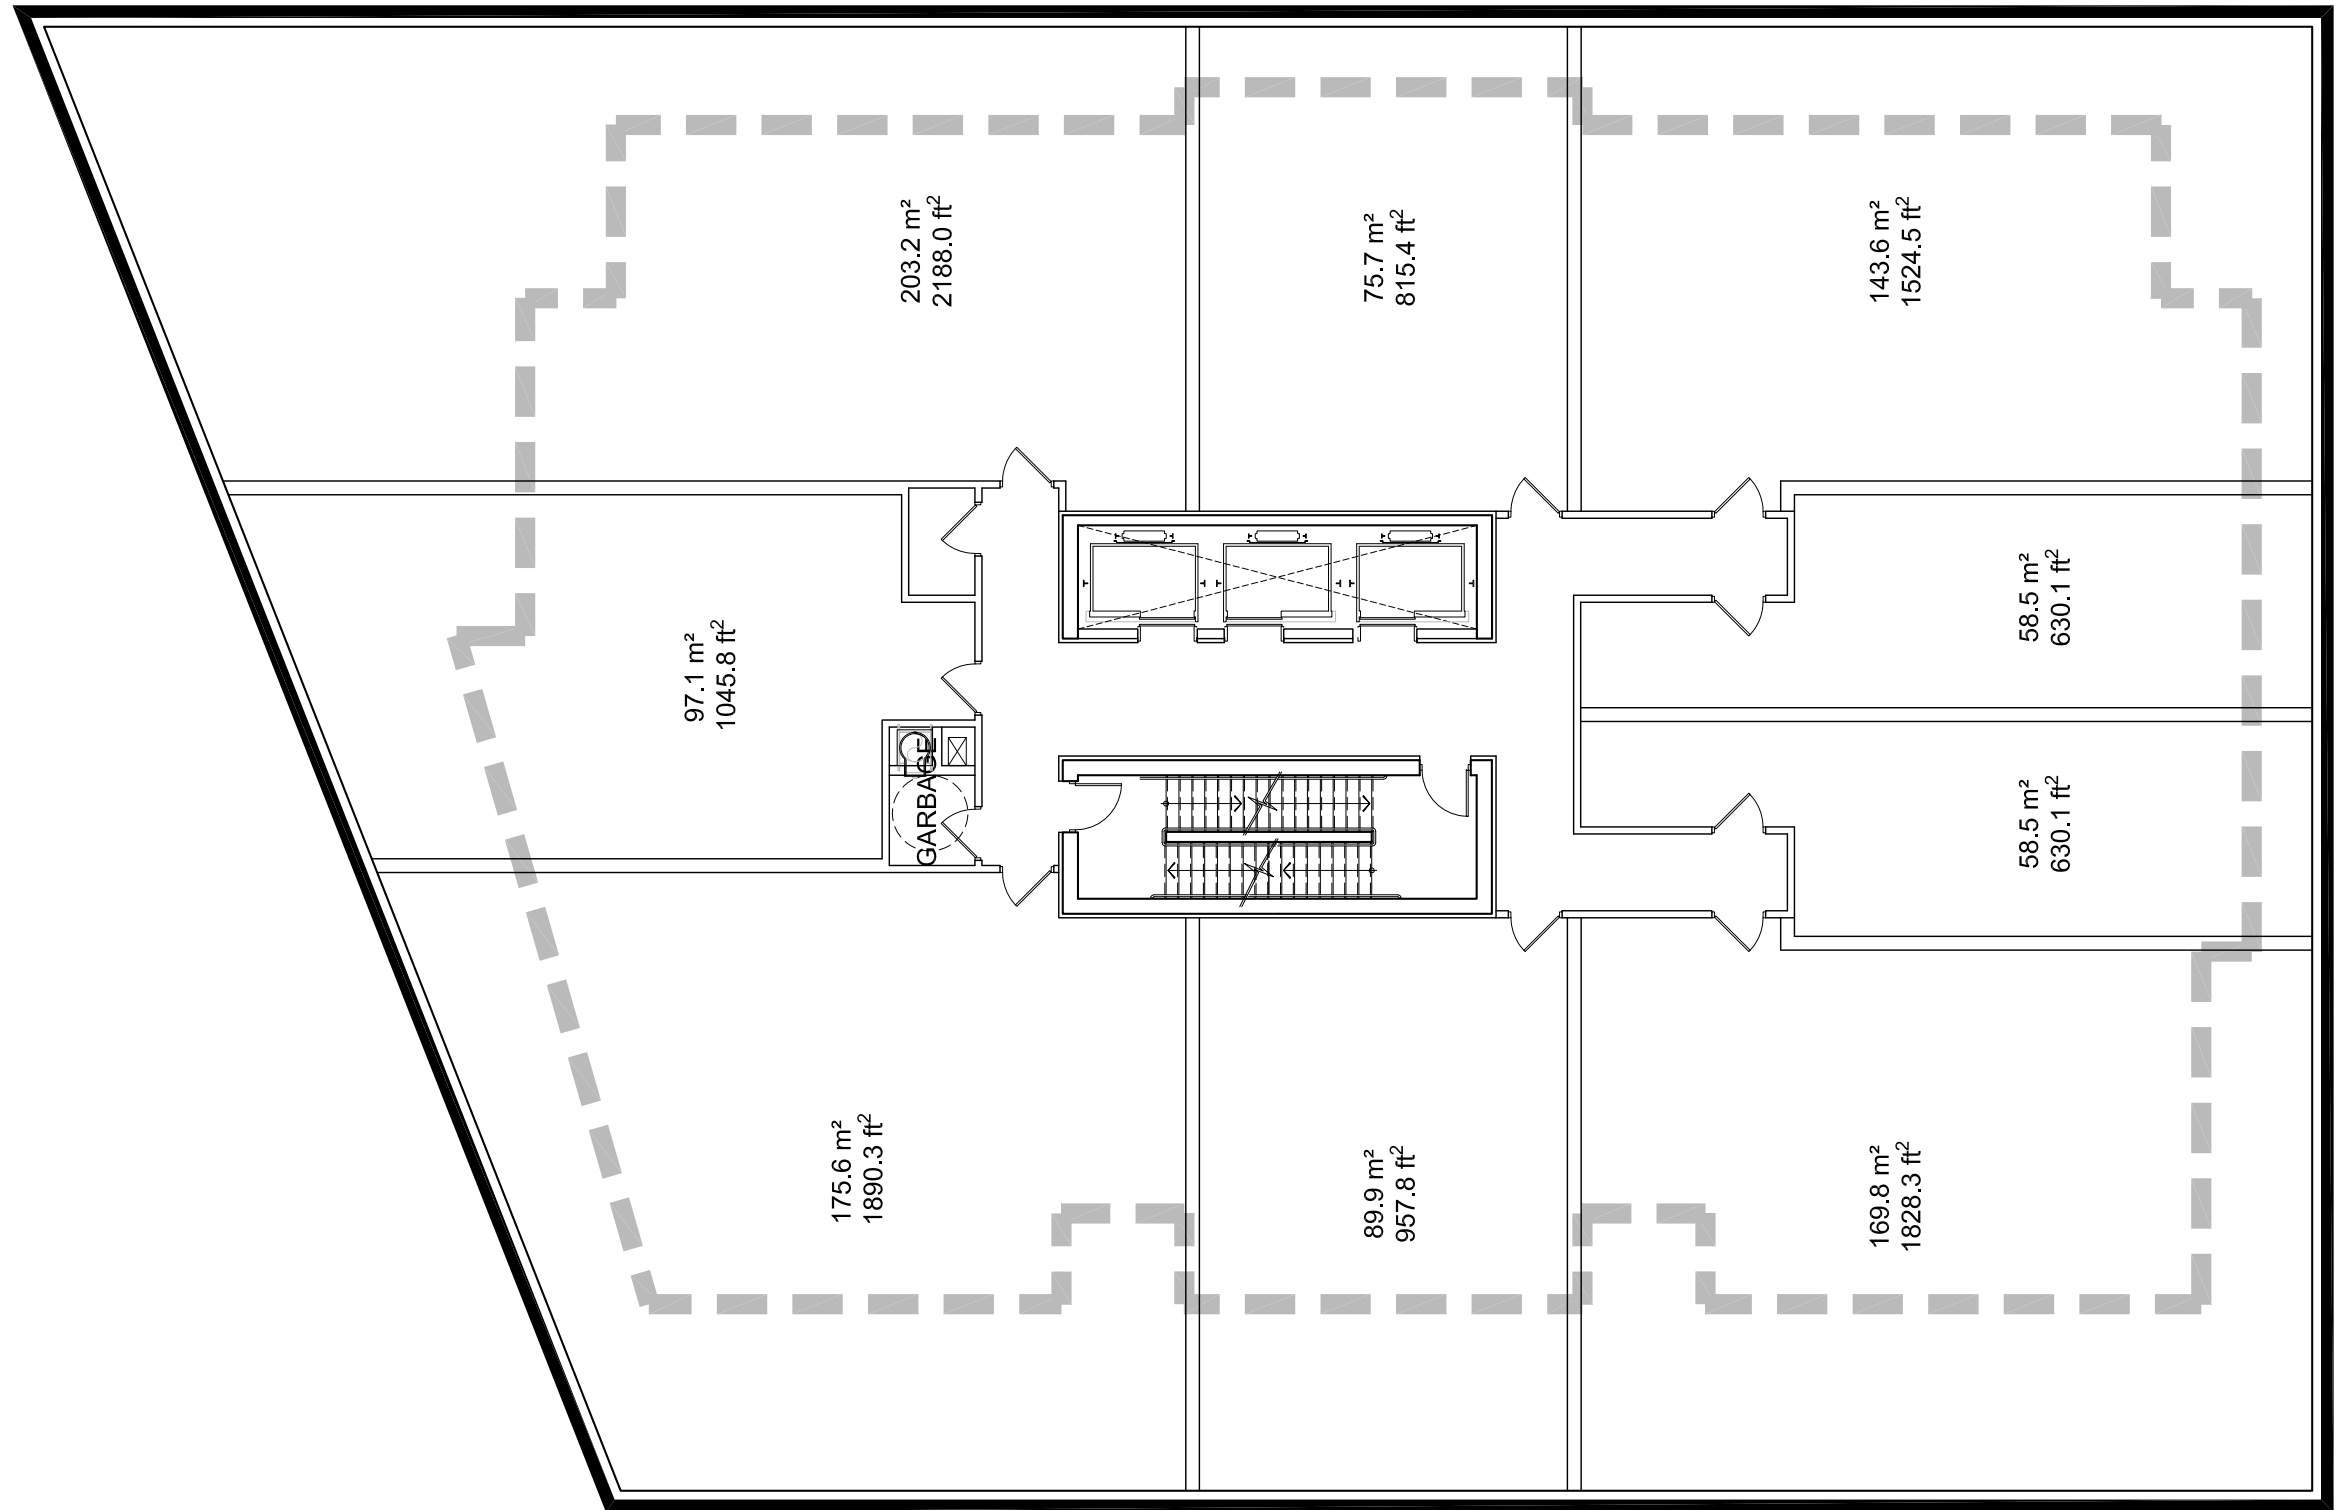 203.2 m²
2188.0 ft²
75.7 m²
815.4 ft²
143.6 m²
1524.5 ft²
97.1 m²
1045.8 ft²
58.5 m²
630.1 ft²
GARBAGE
58.5 m²
630.1 ft²
175.6 m²
1890.3 ft²
89.9 m²
957.8 ft²
169.8 m²
1828.3 ft²